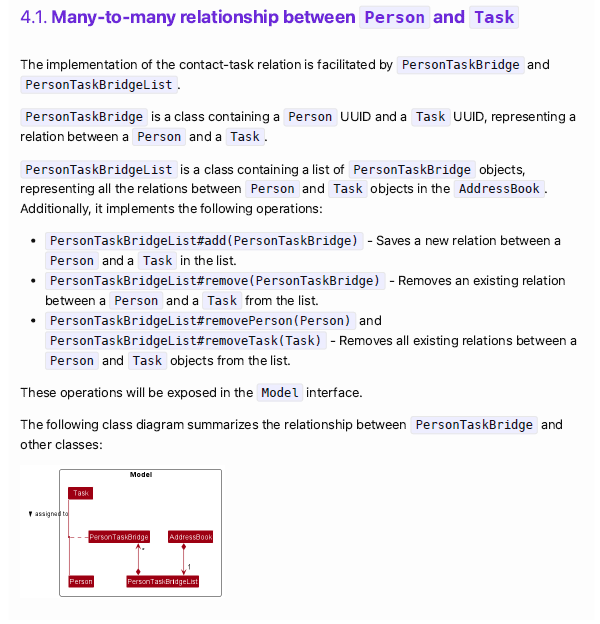 4.1. Many-to-many relationship between Person and Task
The implementation of the contact-task relation is facilitated by PersonTaskBridge and
PersonTaskBridgeList .
PersonTaskBridge is a class containing a Person UUID and a Task UUID, representing a
relation between a Person and a Task .
PersonTaskBridgeList is a class containing a list of PersonTaskBridge objects,
representing all the relations between Person and Task objects in the AddressBook .
Additionally, it implements the following operations:
• PersonTaskBridgeList#add(PersonTaskBridge) - Saves a new relation between a
Person and a Task in the list.
• PersonTaskBridgeList#remove(PersonTaskBridge) - Removes an existing relation
between a Person and a Task from the list.
• PersonTaskBridgeList#removePerson(Person) and
PersonTaskBridgeList#removeTask(Task) - Removes all existing relations between a
Person and Task objects from the list.
These operations will be exposed in the Model interface.
The following class diagram summarizes the relationship between PersonTaskBridge and
other classes:
Model
Task
assigned to
PersonTaskBridge AddressBook
*
1
Person PersonTaskBridgeList